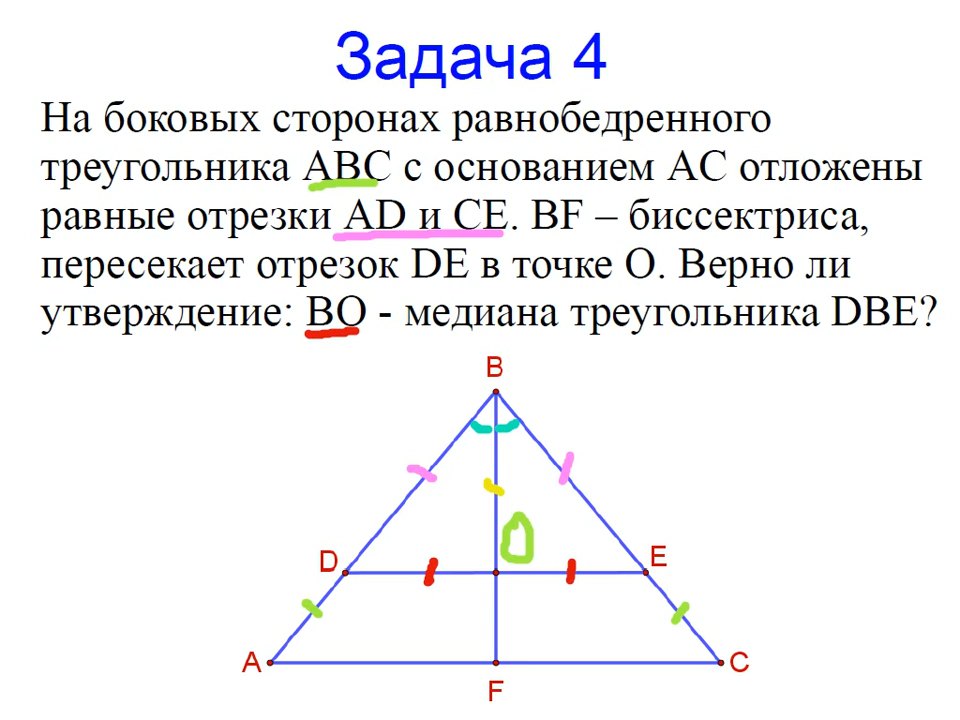 Задача 4
На боковых сторонах равнобедренного
треугольника ABC с основанием AC отложены
равные отрезки AD и CE. BF – биссектриса,
пересекает отрезок DE в точке O. Верно ли
утверждение: BO - медиана треугольника DBE?
B
O
D
E
A
C
F